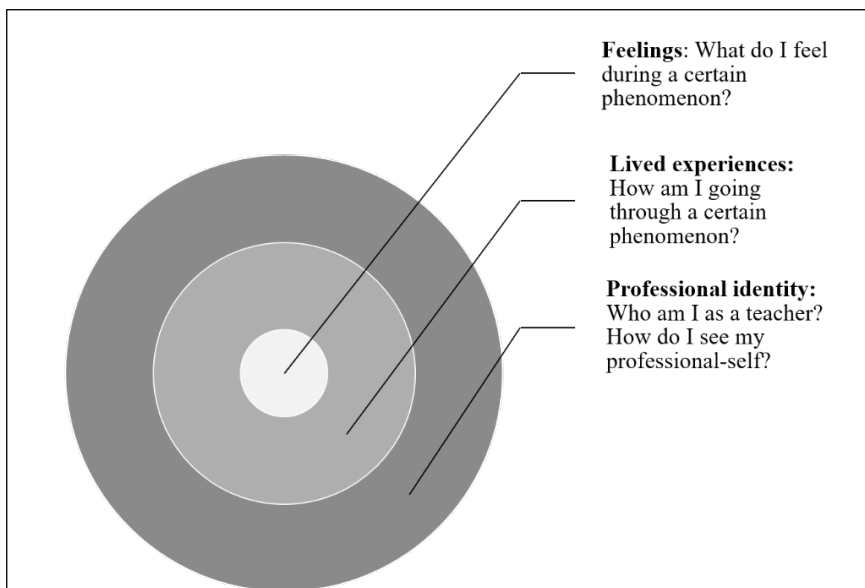 Feelings: What do I feel
during a certain
phenomenon?
Lived experiences:
How am I going
through a certain
phenomenon?
Professional identity:
Who am I as a teacher?
How do I see my
professional-self?